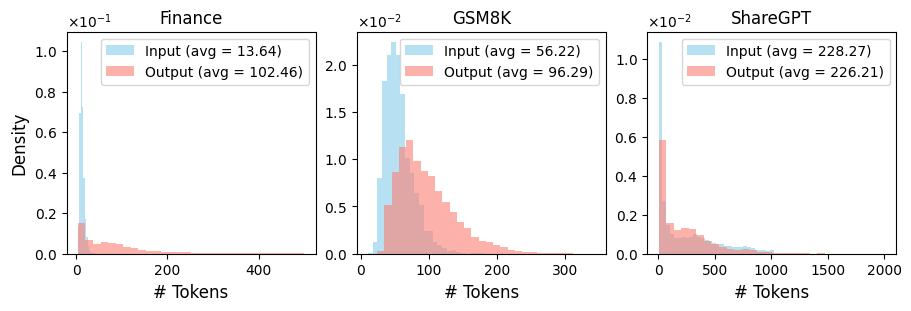 Finance
×10⁻¹
Input (avg = 13.64)
Output (avg = 102.46)
1.0
0.8
0.6
0.4
0.2
0.0
Density
0
200
400
# Tokens
GSM8K
×10⁻²
Input (avg = 56.22)
Output (avg = 96.29)
2.0
1.5
1.0
0.5
0.0
0
100
200
300
# Tokens
ShareGPT
×10⁻²
Input (avg = 228.27)
Output (avg = 226.21)
1.0
0.8
0.6
0.4
0.2
0.0
0
500
1000
1500
2000
# Tokens